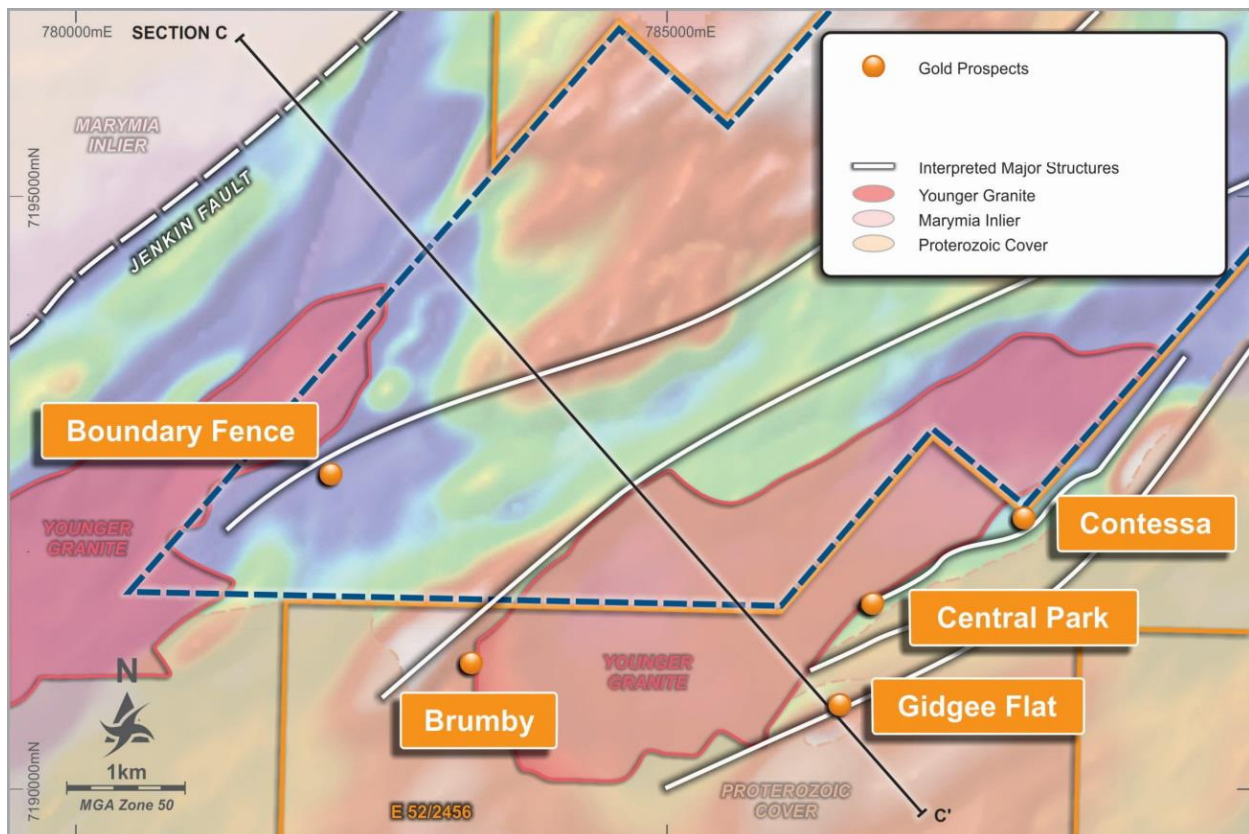 780000mE
SECTION C
785000mE
Gold Prospects
MARYMIA
INLIER
Interpreted Major Structures
Younger Granite
Marymia Inlier
Proterozoic Cover
7195000mN
JENKIN FAULT
Boundary Fence
YOUNGER
GRANITE
Contessa
Central Park
YOUNGER
GRANITE
Brumby
Gidgee Flat
N
1km
MGA Zone 50
7190000mN
PROTEROZOIC
COVER
E 52/2456
C'